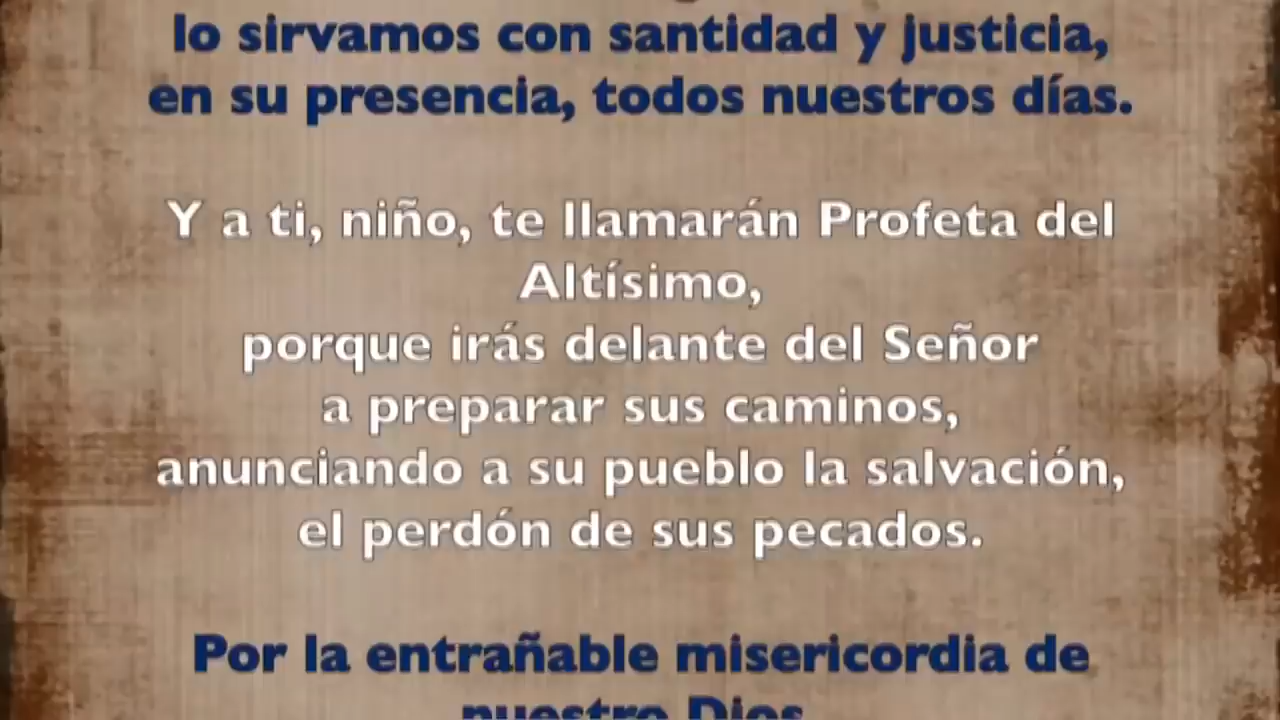 lo sirvamos con santidad y justicia,
en su presencia, todos nuestros días.
Y a ti, niño, te llamarán Profeta del
Altísimo,
porque irás delante del Señor
a preparar sus caminos,
anunciando a su pueblo la salvación,
el perdón de sus pecados.
Por la entrañable misericordia de
nuestro Dios